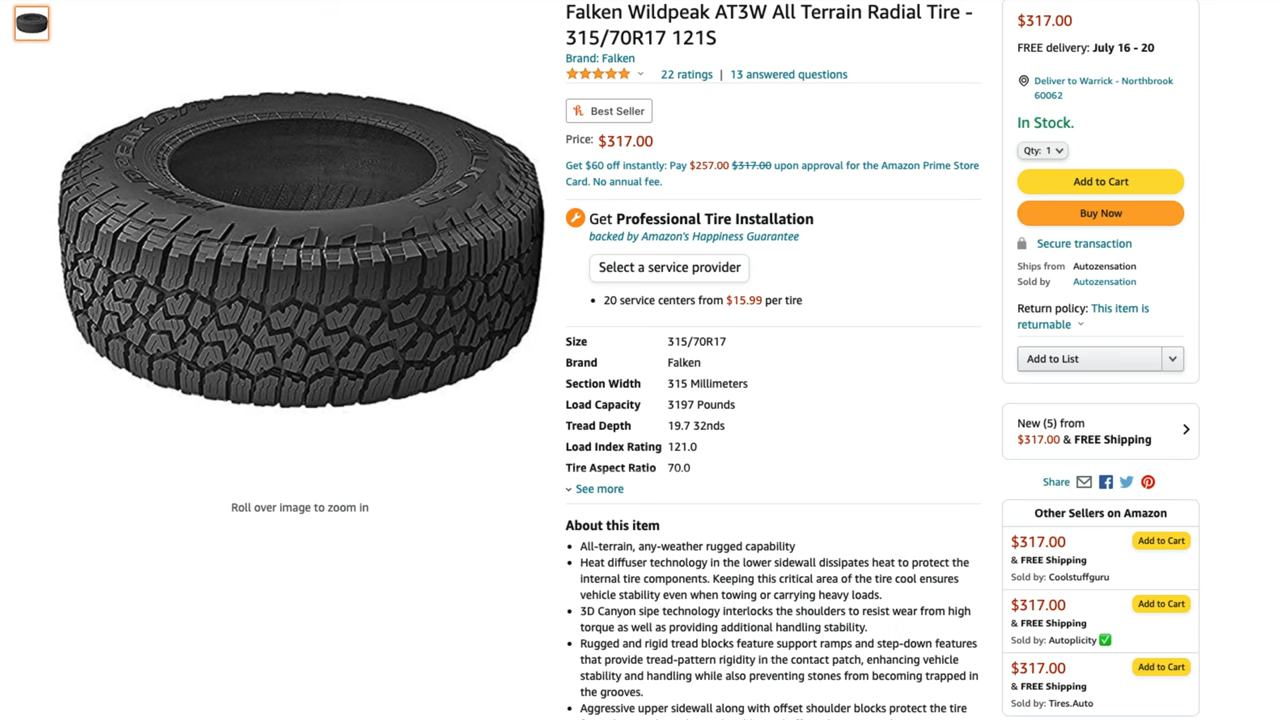 Falken Wildpeak AT3W All Terrain Radial Tire -
315/70R17 121S
Brand: Falken
22 ratings | 13 answered questions
Best Seller
Price: $317.00
Get $60 off instantly: Pay $257.00 $317.00 upon approval for the Amazon Prime Store
Card. No annual fee.
Get Professional Tire Installation
backed by Amazon's Happiness Guarantee
Select a service provider
• 20 service centers from $15.99 per tire
Size 315/70R17
Brand Falken
Section Width 315 Millimeters
Load Capacity 3197 Pounds
Tread Depth 19.7 32nds
Load Index Rating 121.0
Tire Aspect Ratio 70.0
See more
Roll over image to zoom in
About this item
• All-terrain, any-weather rugged capability
• Heat diffuser technology in the lower sidewall dissipates heat to protect the
internal tire components. Keeping this critical area of the tire cool ensures
vehicle stability even when towing or carrying heavy loads.
• 3D Canyon sipe technology interlocks the shoulders to resist wear from high
torque as well as providing additional handling stability.
• Rugged and rigid tread blocks feature support ramps and step-down features
that provide tread-pattern rigidity in the contact patch, enhancing vehicle
stability and handling while also preventing stones from becoming trapped in
the grooves.
• Aggressive upper sidewall along with offset shoulder blocks protect the tire
$317.00
FREE delivery: July 16 - 20
Deliver to Warrick - Northbrook
60062
In Stock.
Qty: 1
Add to Cart
Buy Now
Secure transaction
Ships from Autozensation
Sold by Autozensation
Return policy: This item is
returnable
Add to List
New (5) from
$317.00 & FREE Shipping
Share
Other Sellers on Amazon
$317.00 Add to Cart
& FREE Shipping
Sold by: Coolstuffguru
$317.00 Add to Cart
& FREE Shipping
Sold by: Autoplicity ✅
$317.00 Add to Cart
& FREE Shipping
Sold by: Tires.Auto